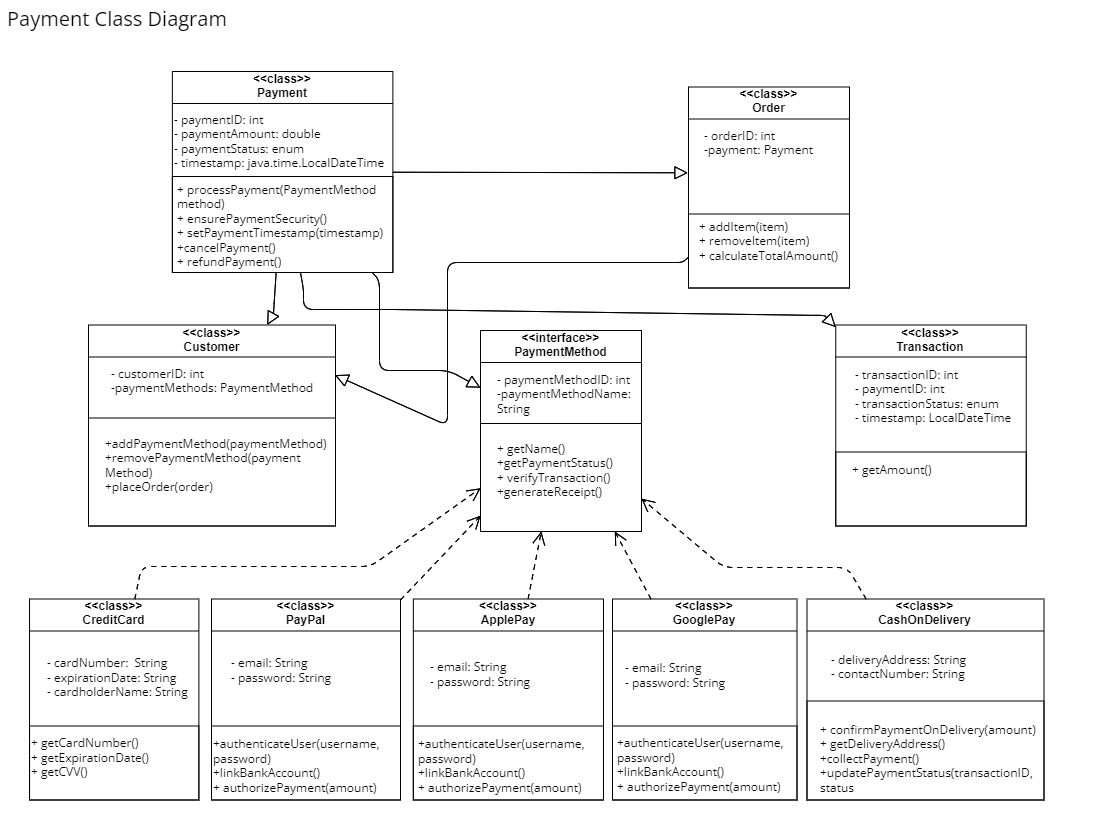 Payment Class Diagram
<<class>>
Payment
- paymentID: int
- paymentAmount: double
- paymentStatus: enum
- timestamp: java.time.LocalDateTime
+ processPayment(PaymentMethod
method)
+ ensurePaymentSecurity()
+ setPaymentTimestamp(timestamp)
+cancelPayment()
+ refundPayment()
<<class>>
Order
- orderID: int
-payment: Payment
+ addItem(item)
+ removeItem(item)
+ calculateTotalAmount()
<<class>>
Customer
- customerID: int
-paymentMethods: PaymentMethod
+addPaymentMethod(paymentMethod)
+removePaymentMethod(payment
Method)
+placeOrder(order)
<<interface>>
PaymentMethod
- paymentMethodID: int
-paymentMethodName:
String
+ getName()
+getPaymentStatus()
+ verifyTransaction()
+generateReceipt()
<<class>>
Transaction
- transactionID: int
- paymentID: int
- transactionStatus: enum
- timestamp: LocalDateTime
+ getAmount()
<<class>>
CreditCard
- cardNumber:  String
- expirationDate: String
- cardholderName: String
+ getCardNumber()
+ getExpirationDate()
+ getCVV()
<<class>>
PayPal
- email: String
- password: String
+authenticateUser(username,
password)
+linkBankAccount()
+ authorizePayment(amount)
<<class>>
ApplePay
- email: String
- password: String
+authenticateUser(username,
password)
+linkBankAccount()
+ authorizePayment(amount)
<<class>>
GooglePay
- email: String
- password: String
+authenticateUser(username,
password)
+linkBankAccount()
+ authorizePayment(amount)
<<class>>
CashOnDelivery
- deliveryAddress: String
- contactNumber: String
+ confirmPaymentOnDelivery(amount)
+ getDeliveryAddress()
+collectPayment()
+updatePaymentStatus(transactionID,
status